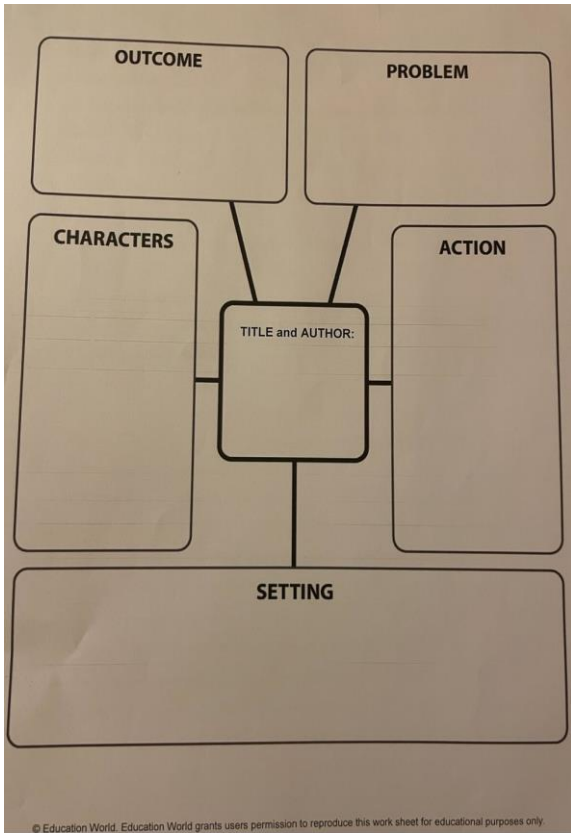 OUTCOME
PROBLEM
CHARACTERS
ACTION
TITLE and AUTHOR:
SETTING
© Education World. Education World grants users permission to reproduce this work sheet for educational purposes only.